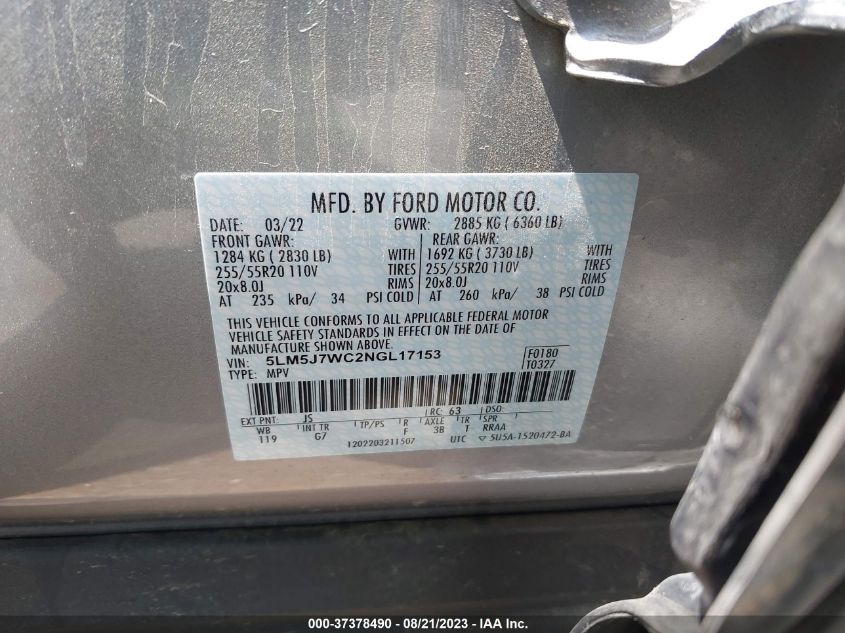 MFD. BY FORD MOTOR CO.
DATE: 03/22 GVWR: 2885 KG ( 6360 LB)
FRONT GAWR: REAR GAWR:
1284 KG ( 2830 LB) WITH 1692 KG ( 3730 LB) WITH
255/55R20 110V TIRES 255/55R20 110V TIRES
20x8.0J RIMS 20x8.0J RIMS
AT 235 kPa/ 34 PSI COLD AT 260 kPa/ 38 PSI COLD
THIS VEHICLE CONFORMS TO ALL APPLICABLE FEDERAL MOTOR
VEHICLE SAFETY STANDARDS IN EFFECT ON THE DATE OF
MANUFACTURE SHOWN ABOVE.
VIN: 5LM5J7WC2NGL17153 F0180
TYPE: MPV T0327
EXT PNT: JS RC: 63 DSO:
WB INT TR TP/PS R AXLE TR SPR
119 G7 F 3B T RRAA
1202203211507 UTC ▽ 5U5A-1520472-BA
000-37378490 - 08/21/2023 - IAA Inc.